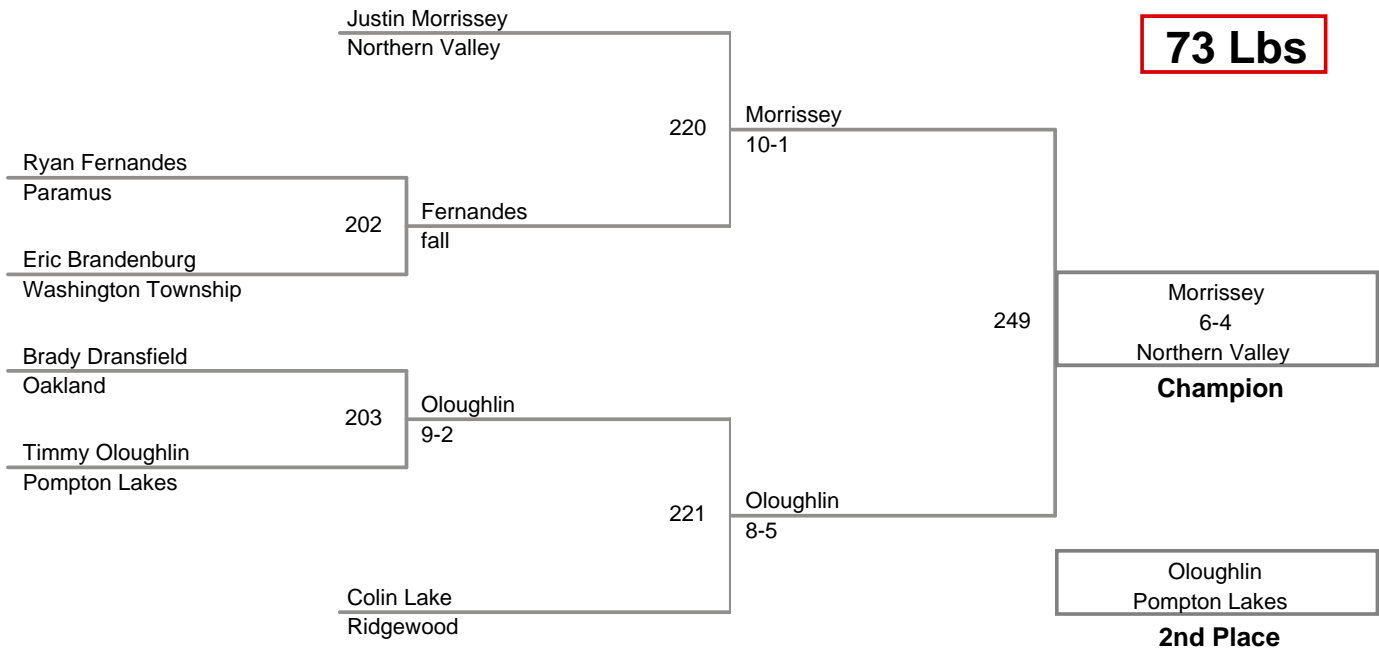 Justin Morrissey
Northern Valley
73 Lbs
220
Morrissey
10-1
Ryan Fernandes
Paramus
202
Fernandes
fall
Eric Brandenburg
Washington Township
249
Morrissey
6-4
Northern Valley
Champion
Brady Dransfield
Oakland
203
Oloughlin
9-2
Timmy Oloughlin
Pompton Lakes
221
Oloughlin
8-5
Colin Lake
Ridgewood
Oloughlin
Pompton Lakes
2nd Place